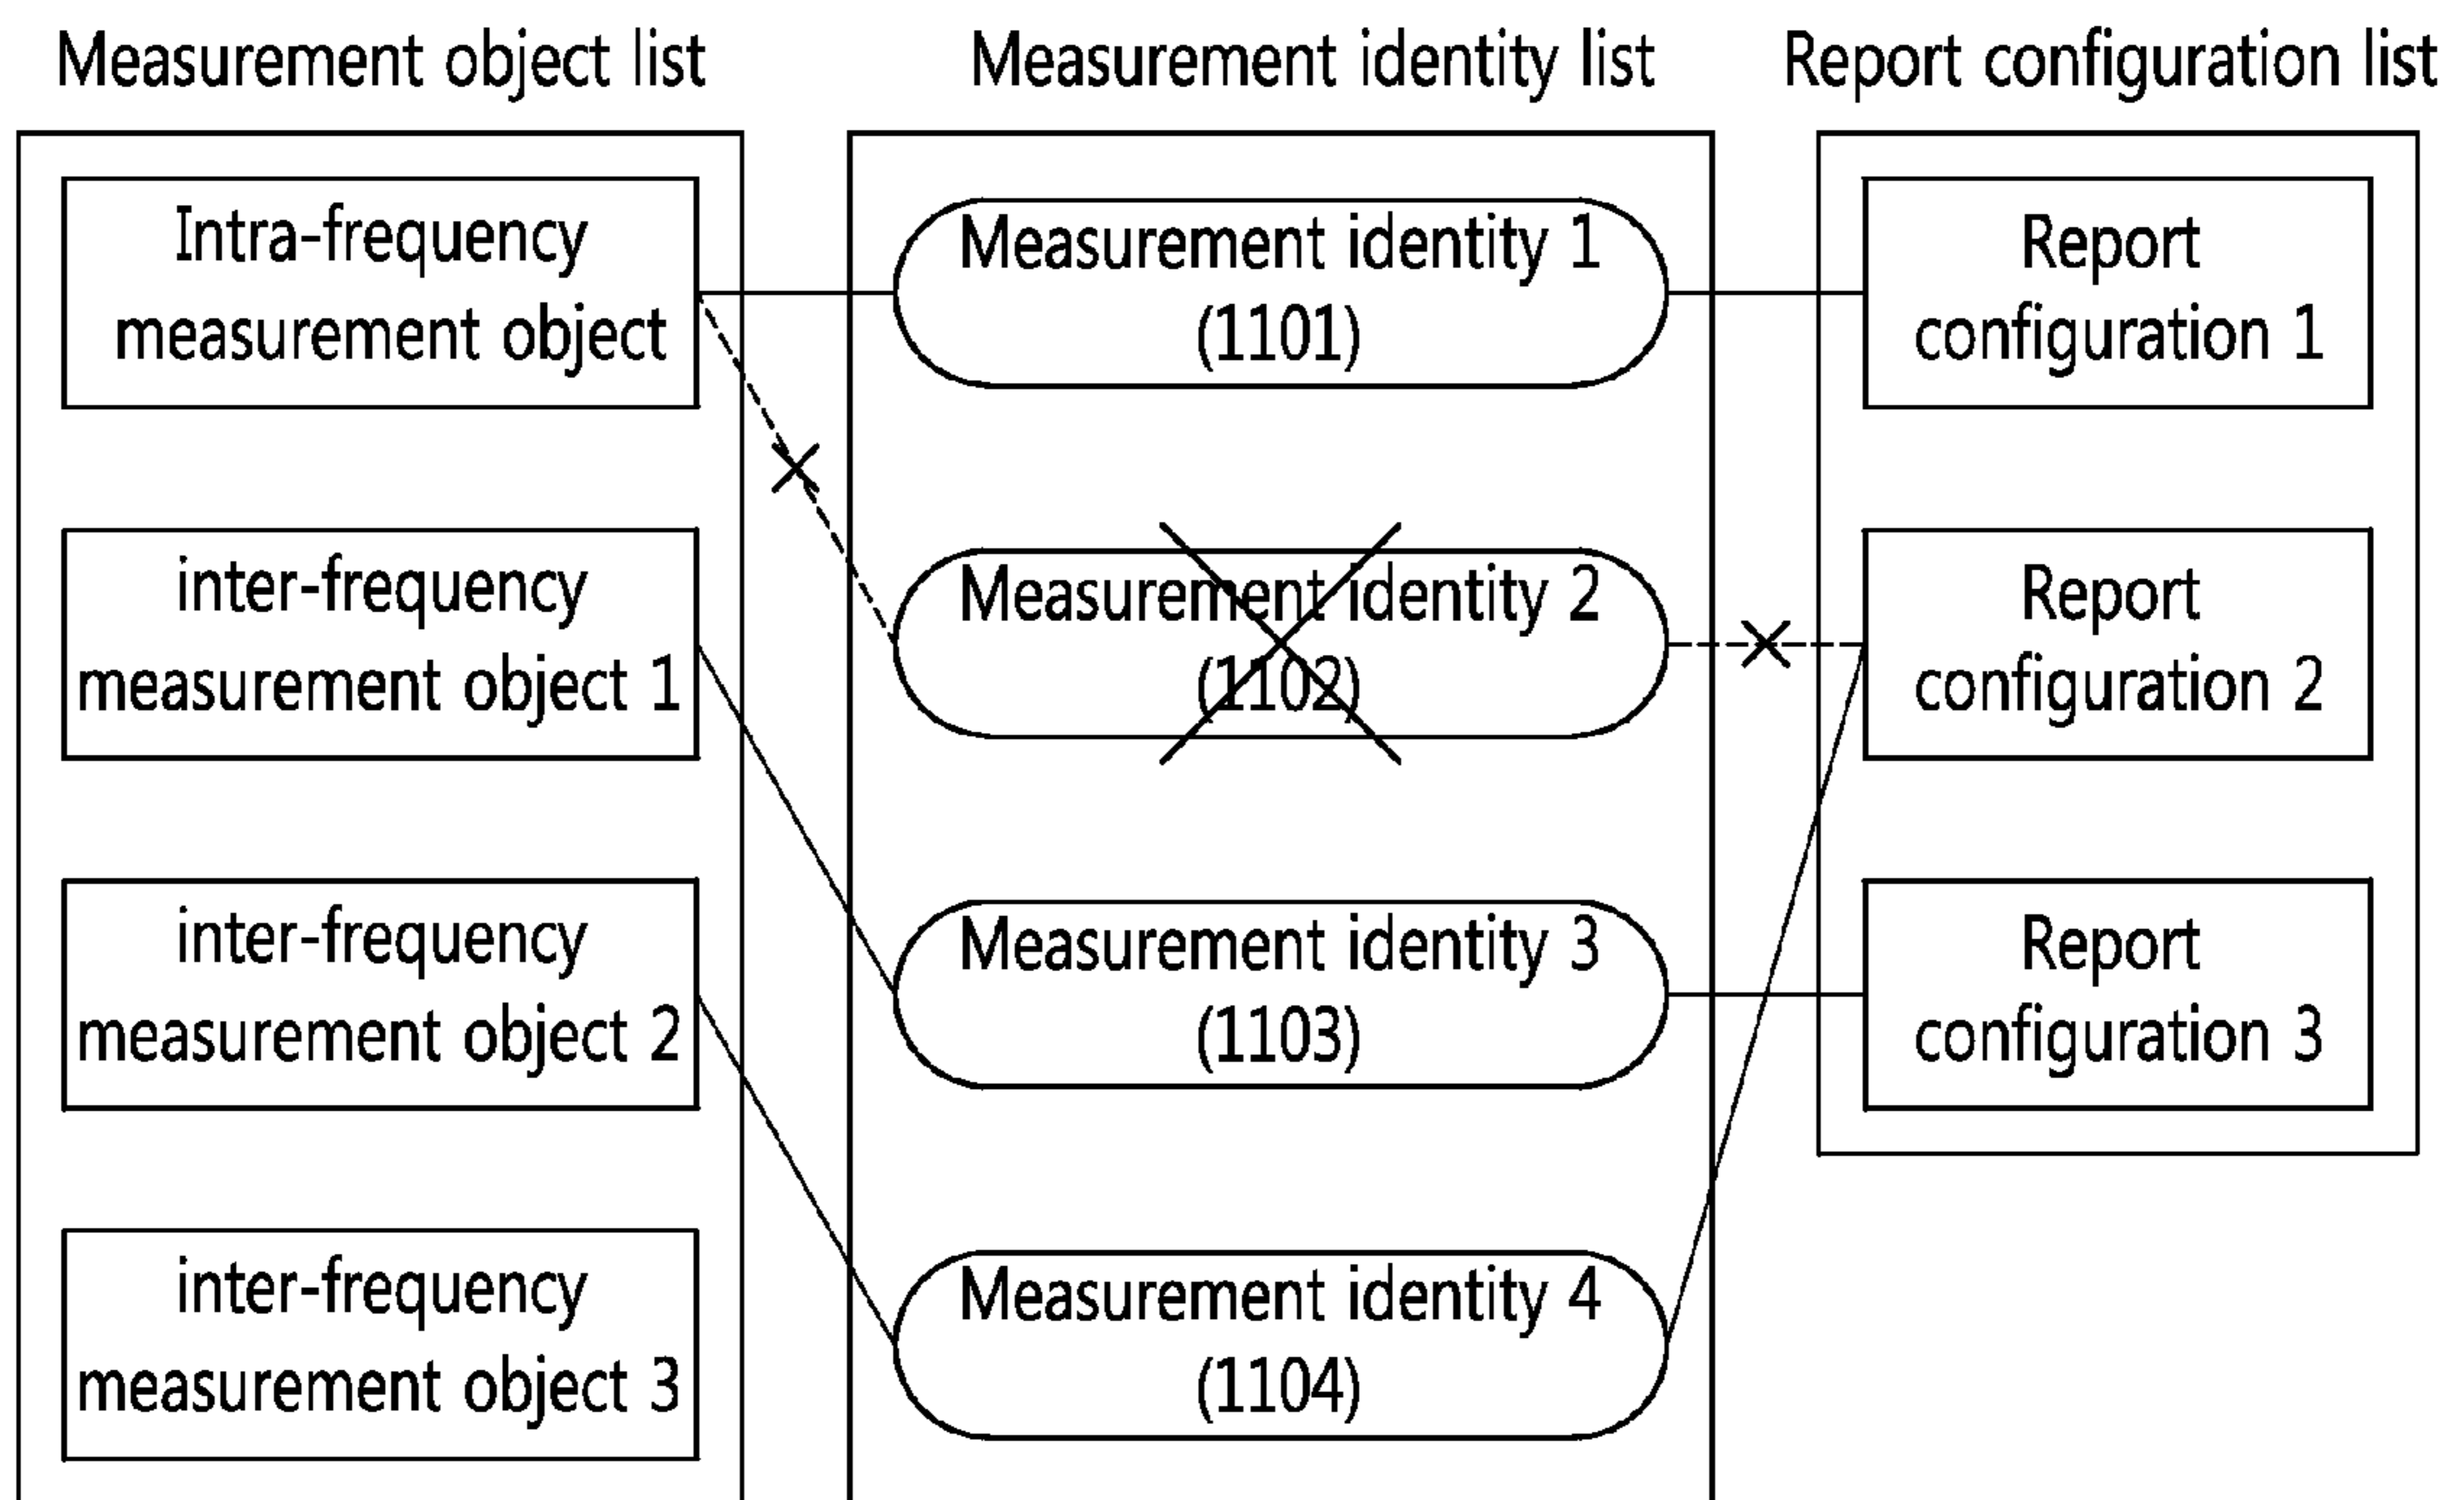 Measurement object list
Measurement identity list
Report configuration list
Intra-frequency
measurement object
Measurement identity 1
(1101)
Report
configuration 1
inter-frequency
measurement object 1
Measurement identity 2
(1102)
Report
configuration 2
inter-frequency
measurement object 2
Measurement identity 3
(1103)
Report
configuration 3
inter-frequency
measurement object 3
Measurement identity 4
(1104)